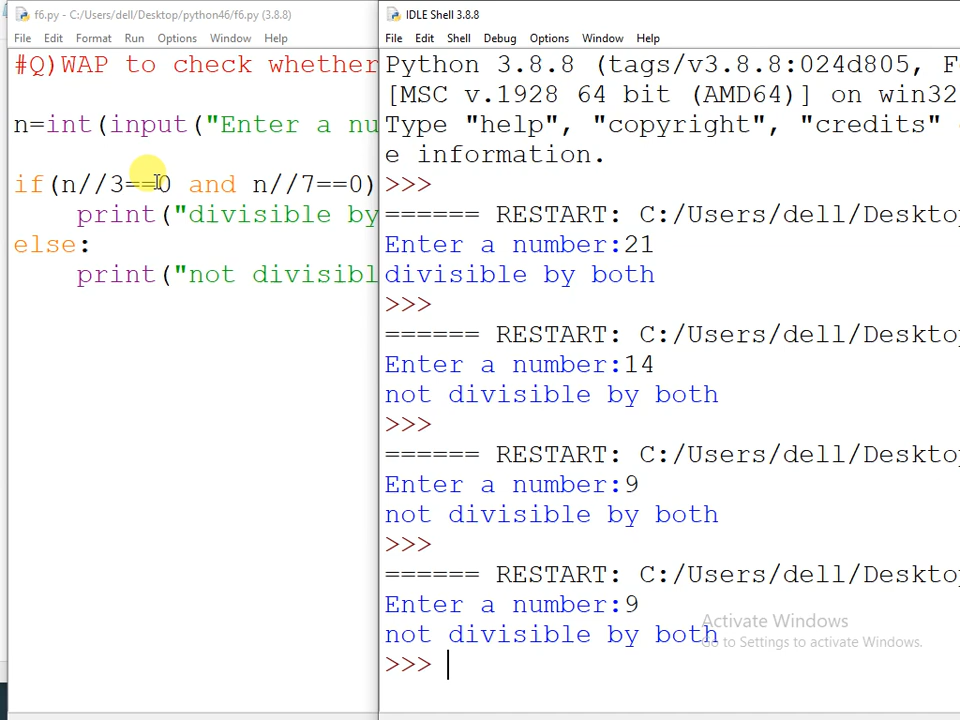 f6.py - C:/Users/dell/Desktop/python46/f6.py (3.8.8)
File Edit Format Run Options Window Help
#Q)WAP to check whether
n=int(input("Enter a nu
if(n//3==0 and n//7==0)
print("divisible by
else:
print("not divisibl
IDLE Shell 3.8.8
File Edit Shell Debug Options Window Help
Python 3.8.8 (tags/v3.8.8:024d805, F
[MSC v.1928 64 bit (AMD64)] on win32
Type "help", "copyright", "credits"
e information.
>>>
====== RESTART: C:/Users/dell/Deskto
Enter a number:21
divisible by both
>>>
====== RESTART: C:/Users/dell/Deskto
Enter a number:14
not divisible by both
>>>
====== RESTART: C:/Users/dell/Deskto
Enter a number:9
not divisible by both
>>>
====== RESTART: C:/Users/dell/Deskto
Enter a number:9
not divisible by both
>>>
Activate Windows
Go to Settings to activate Windows.